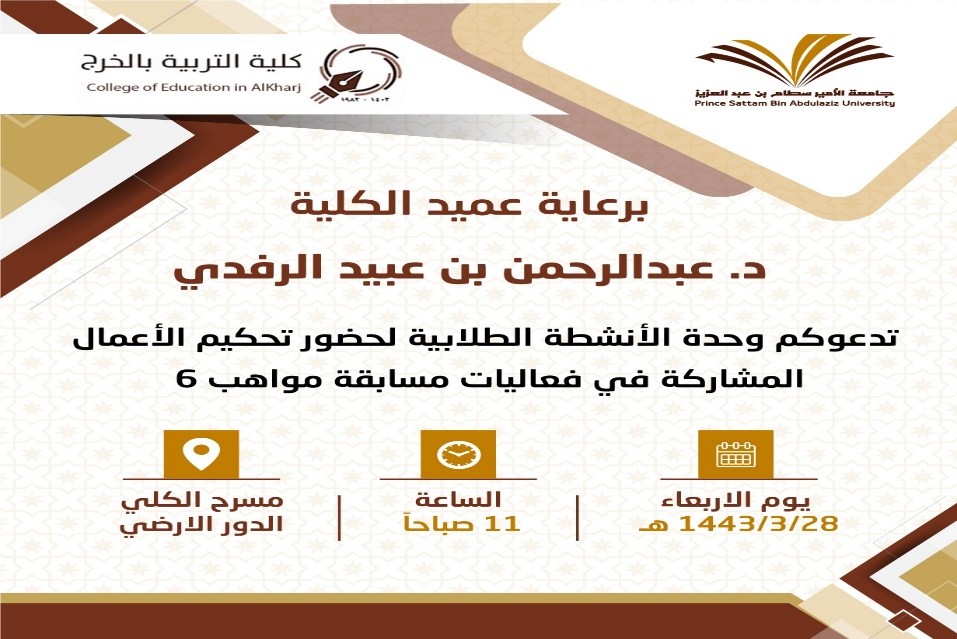 كلية التربية بالخرج
College of Education in AlKharj
١٩٨٣ - ١٤٠٣
جامعة الأمير سطام بن عبد العزيز
Prince Sattam Bin Abdulaziz University
برعاية عميد الكلية
د. عبدالرحمن بن عبيد الرفدي
تدعوكم وحدة الأنشطة الطلابية لحضور تحكيم الأعمال
المشاركة في فعاليات مسابقة مواهب 6
يوم الاربعاء
1443/3/28 هـ
الساعة
11 صباحاً
مسرح الكلي
الدور الارضي